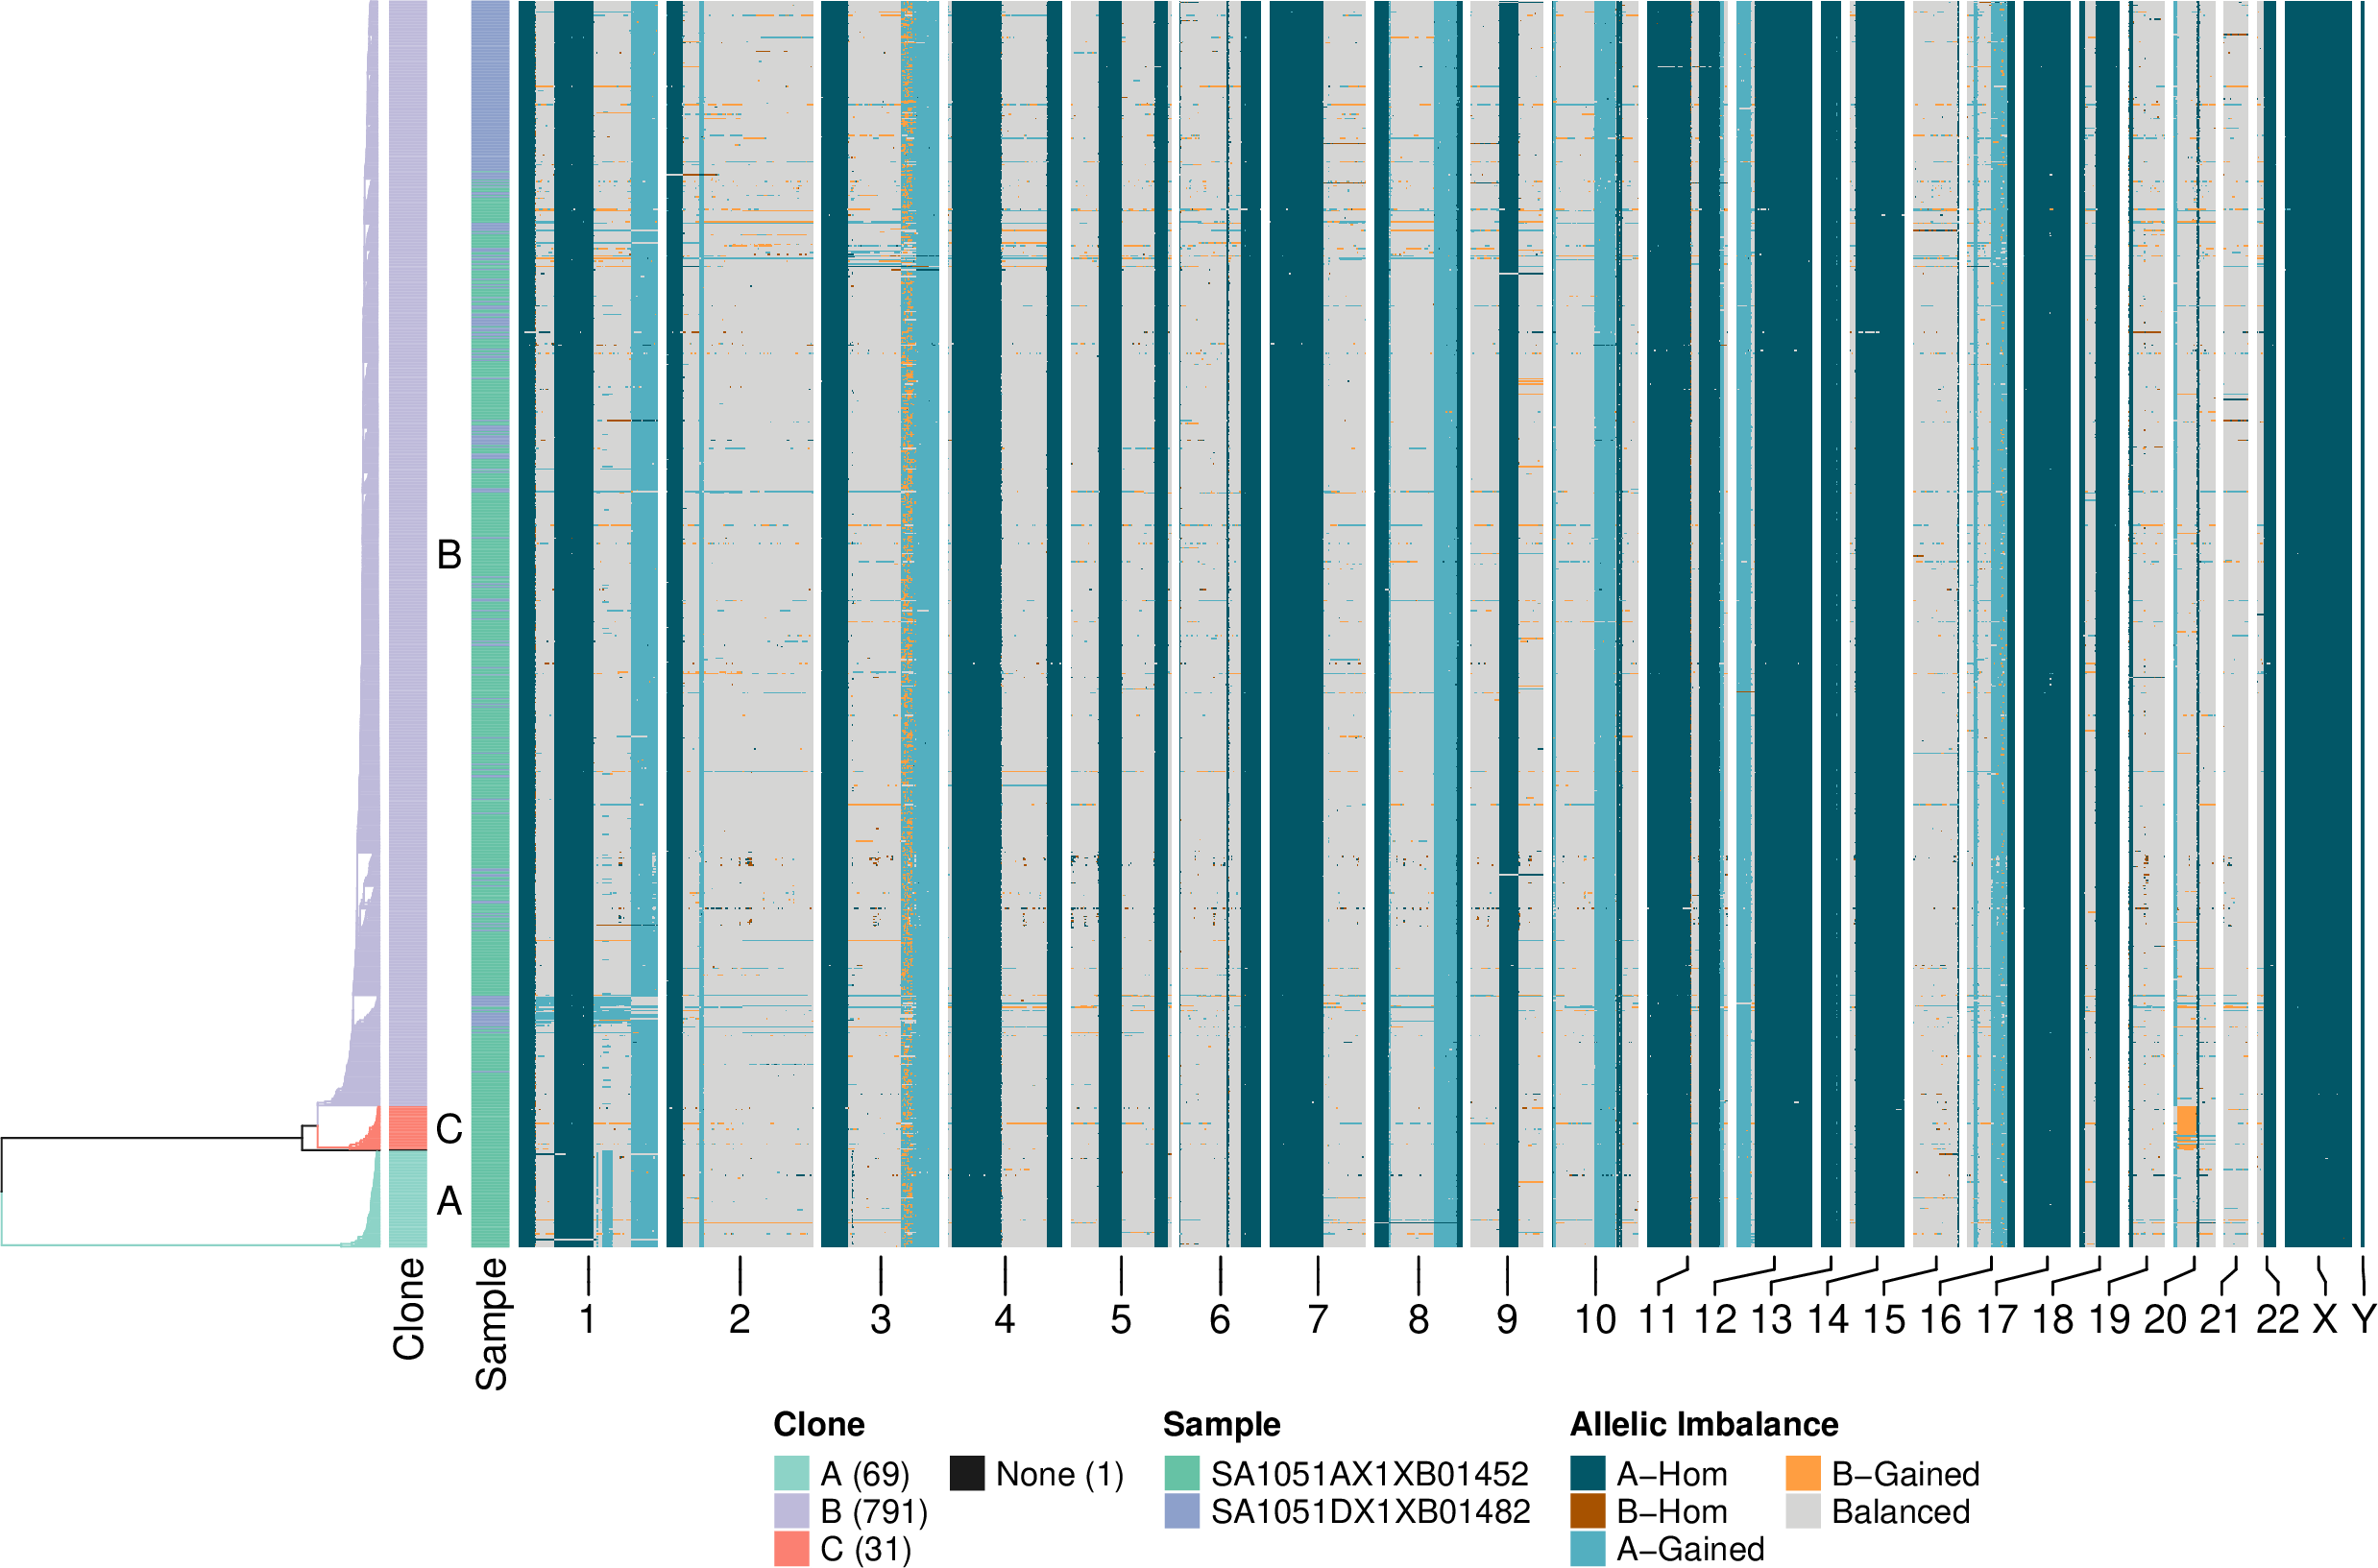 B
C
A
Clone
Sample
1 2 3 4 5 6 7 8 9 10 11 12 13 14 15 16 17 18 19 20 21 22 X Y
Clone Sample Allelic Imbalance
A (69) None (1) SA1051AX1XB01452 A−Hom B−Gained
B (791) SA1051DX1XB01482 B−Hom Balanced
C (31) A−Gained